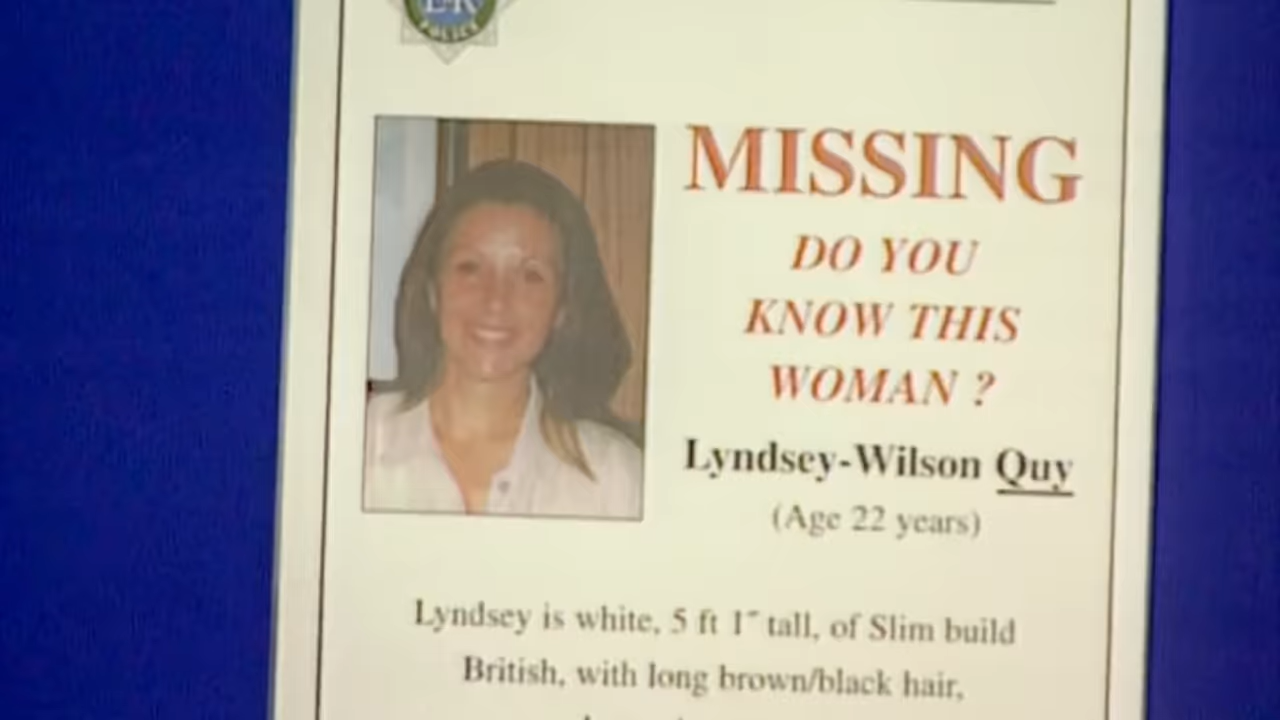 POLICE
MISSING
DO YOU
KNOW THIS
WOMAN ?
Lyndsey-Wilson Quy
(Age 22 years)
Lyndsey is white, 5 ft 1" tall, of Slim build
British, with long brown/black hair,